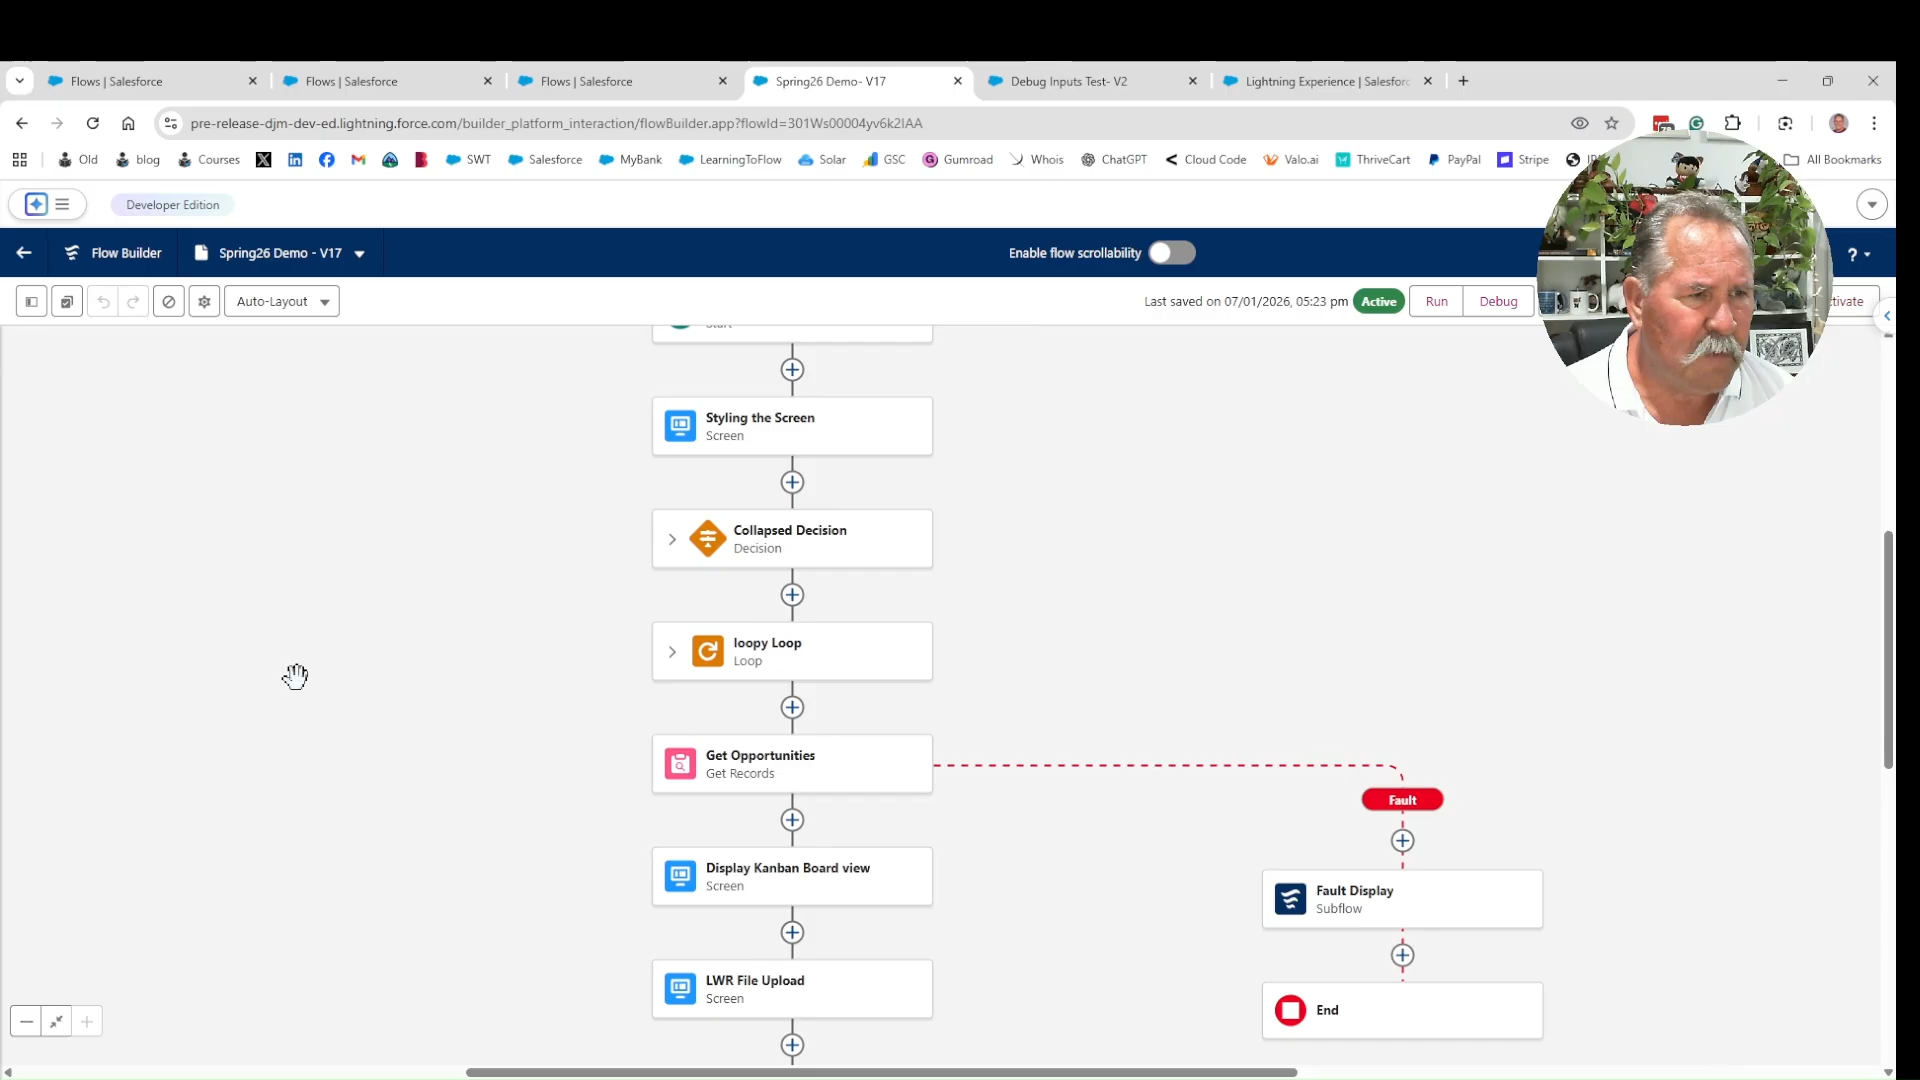 Flows | Salesforce
Flows | Salesforce
Flows | Salesforce
Spring26 Demo- V17
Debug Inputs Test- V2
Lightning Experience | Salesforc
pre-release-djm-dev-ed.lightning.force.com/builder_platform_interaction/flowBuilder.app?flowId=301Ws00004yv6k2IAA
Old
blog
Courses
SWT
Salesforce
MyBank
LearningToFlow
Solar
GSC
Gumroad
Whois
ChatGPT
Cloud Code
Valo.ai
ThriveCart
PayPal
Stripe
All Bookmarks
Developer Edition
Flow Builder
Spring26 Demo - V17
Enable flow scrollability
?
Auto-Layout
Last saved on 07/01/2026, 05:23 pm
Active
Run
Debug
tivate
Start
Styling the Screen
Screen
Collapsed Decision
Decision
loopy Loop
Loop
Get Opportunities
Get Records
Fault
Display Kanban Board view
Screen
Fault Display
Subflow
LWR File Upload
Screen
End